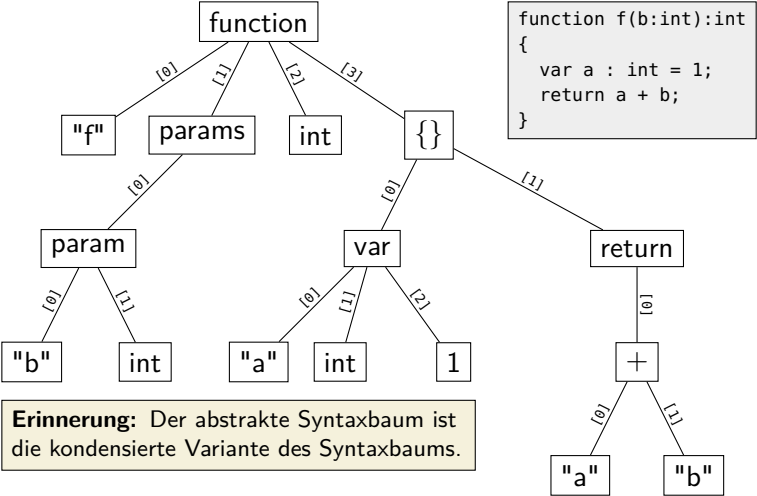 function
function f(b:int):int
{
var a : int = 1;
return a + b;
}
[0] [1] [2] [3]
"f" params int {}
[0] [0] [1]
param var return
[0] [1] [0] [1] [2] [0]
"b" int "a" int 1 +
[0] [1]
Erinnerung: Der abstrakte Syntaxbaum ist
die kondensierte Variante des Syntaxbaums.
"a" "b"